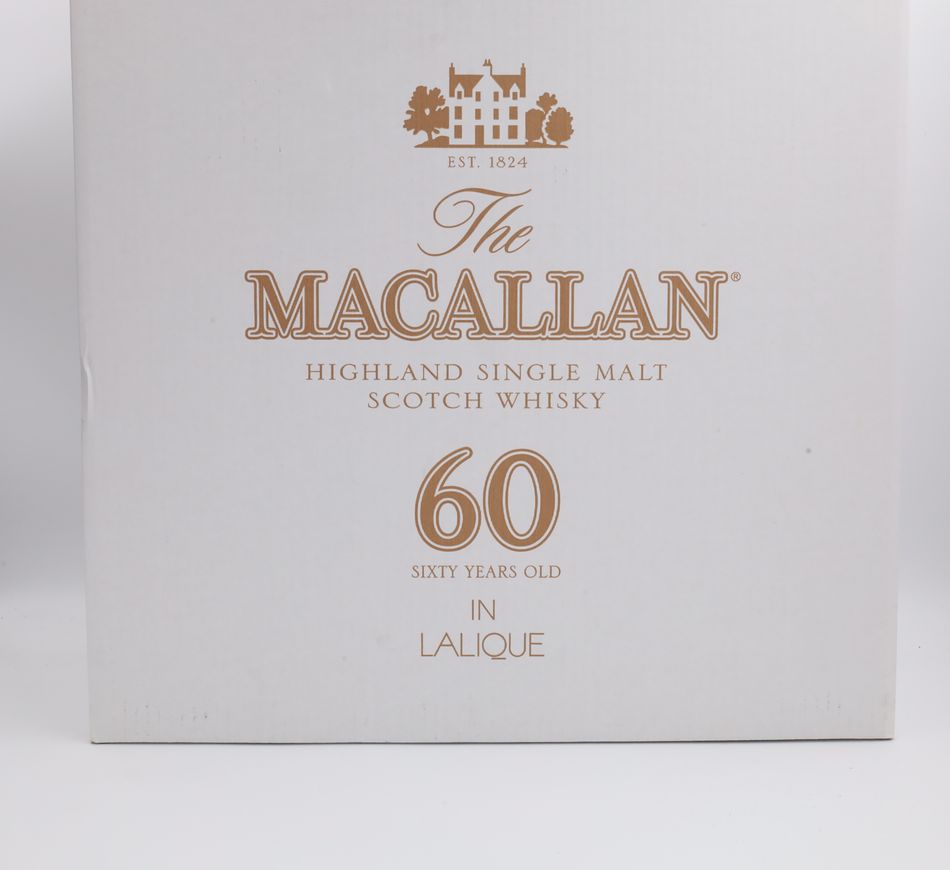 EST. 1824
The
MACALLAN®
HIGHLAND SINGLE MALT
SCOTCH WHISKY
60
SIXTY YEARS OLD
IN
LALIQUE